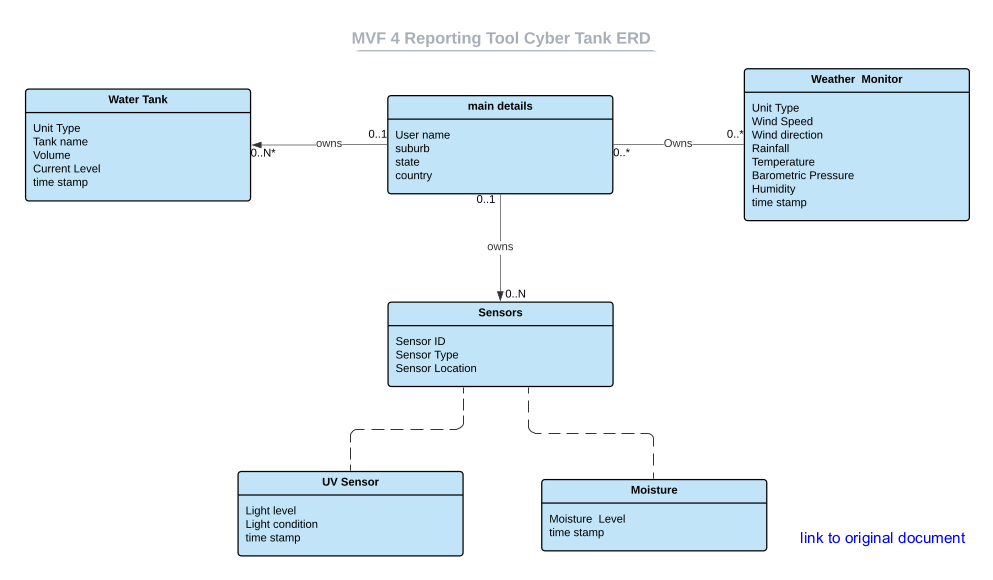 MVF 4 Reporting Tool Cyber Tank ERD
Water Tank
Unit Type
Tank name
Volume
Current Level
time stamp
0..N*
owns
0..1
main details
User name
suburb
state
country
0..*
Owns
0..*
Weather  Monitor
Unit Type
Wind Speed
Wind direction
Rainfall
Temperature
Barometric Pressure
Humidity
time stamp
0..1
owns
0..N
Sensors
Sensor ID
Sensor Type
Sensor Location
UV Sensor
Light level
Light condition
time stamp
Moisture
Moisture  Level
time stamp
link to original document